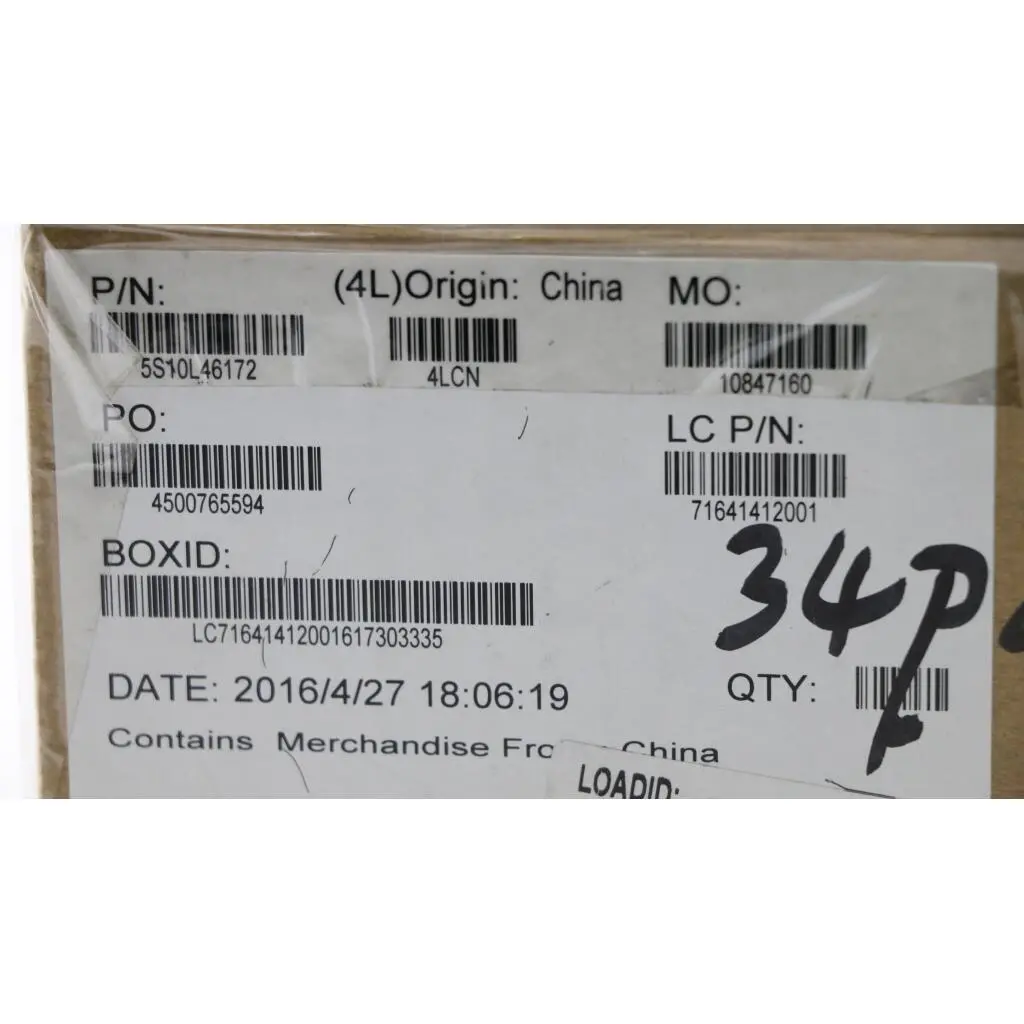 P/N: (4L)Origin: China MO:
5S10L46172 4LCN 10847160
PO: LC P/N:
4500765594 71641412001
34P
BOXID:
LC71641412001617303335
DATE: 2016/4/27 18:06:19 QTY:
Contains Merchandise Fro China
LOADID: